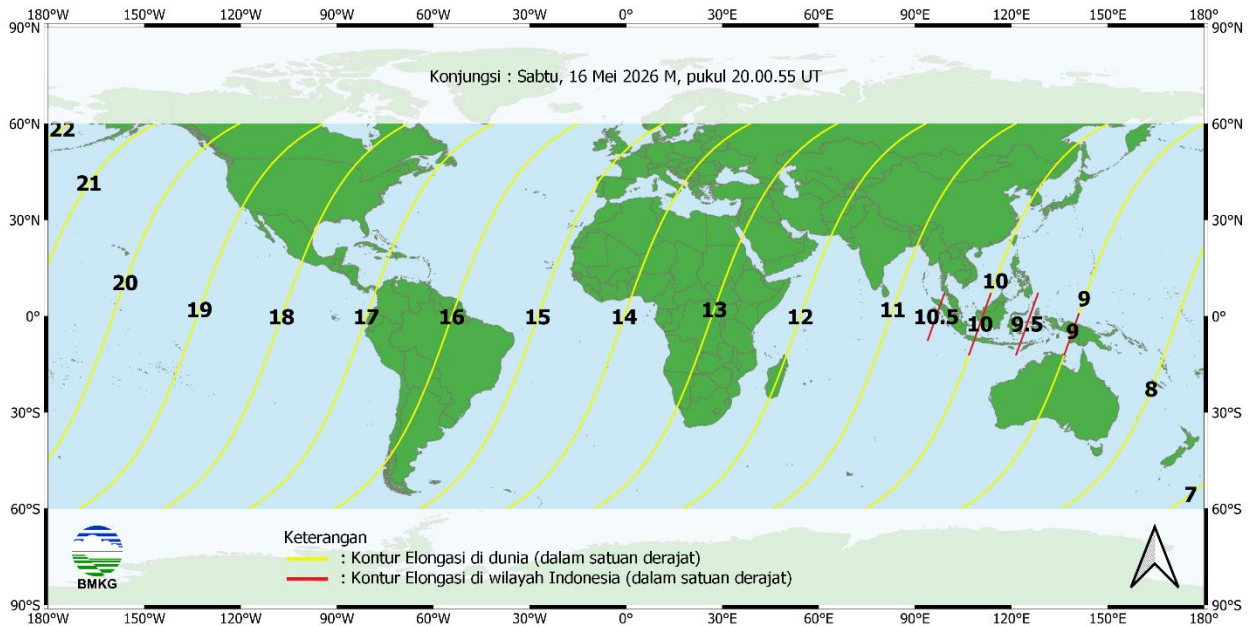 180°W 150°W 120°W 90°W 60°W 30°W 0° 30°E 60°E 90°E 120°E 150°E 180°E
90°N 90°N
Konjungsi : Sabtu, 16 Mei 2026 M, pukul 20.00.55 UT
60°N 22 60°N
21
30°N 30°N
20 10 9
0° 19 18 17 16 15 14 13 12 11 10.5 10 9.5 9 0°
8
30°S 30°S
7
60°S 60°S
Keterangan
: Kontur Elongasi di dunia (dalam satuan derajat)
: Kontur Elongasi di wilayah Indonesia (dalam satuan derajat)
BMKG
90°S 90°S
180°W 150°W 120°W 90°W 60°W 30°W 0° 30°E 60°E 90°E 120°E 150°E 180°E